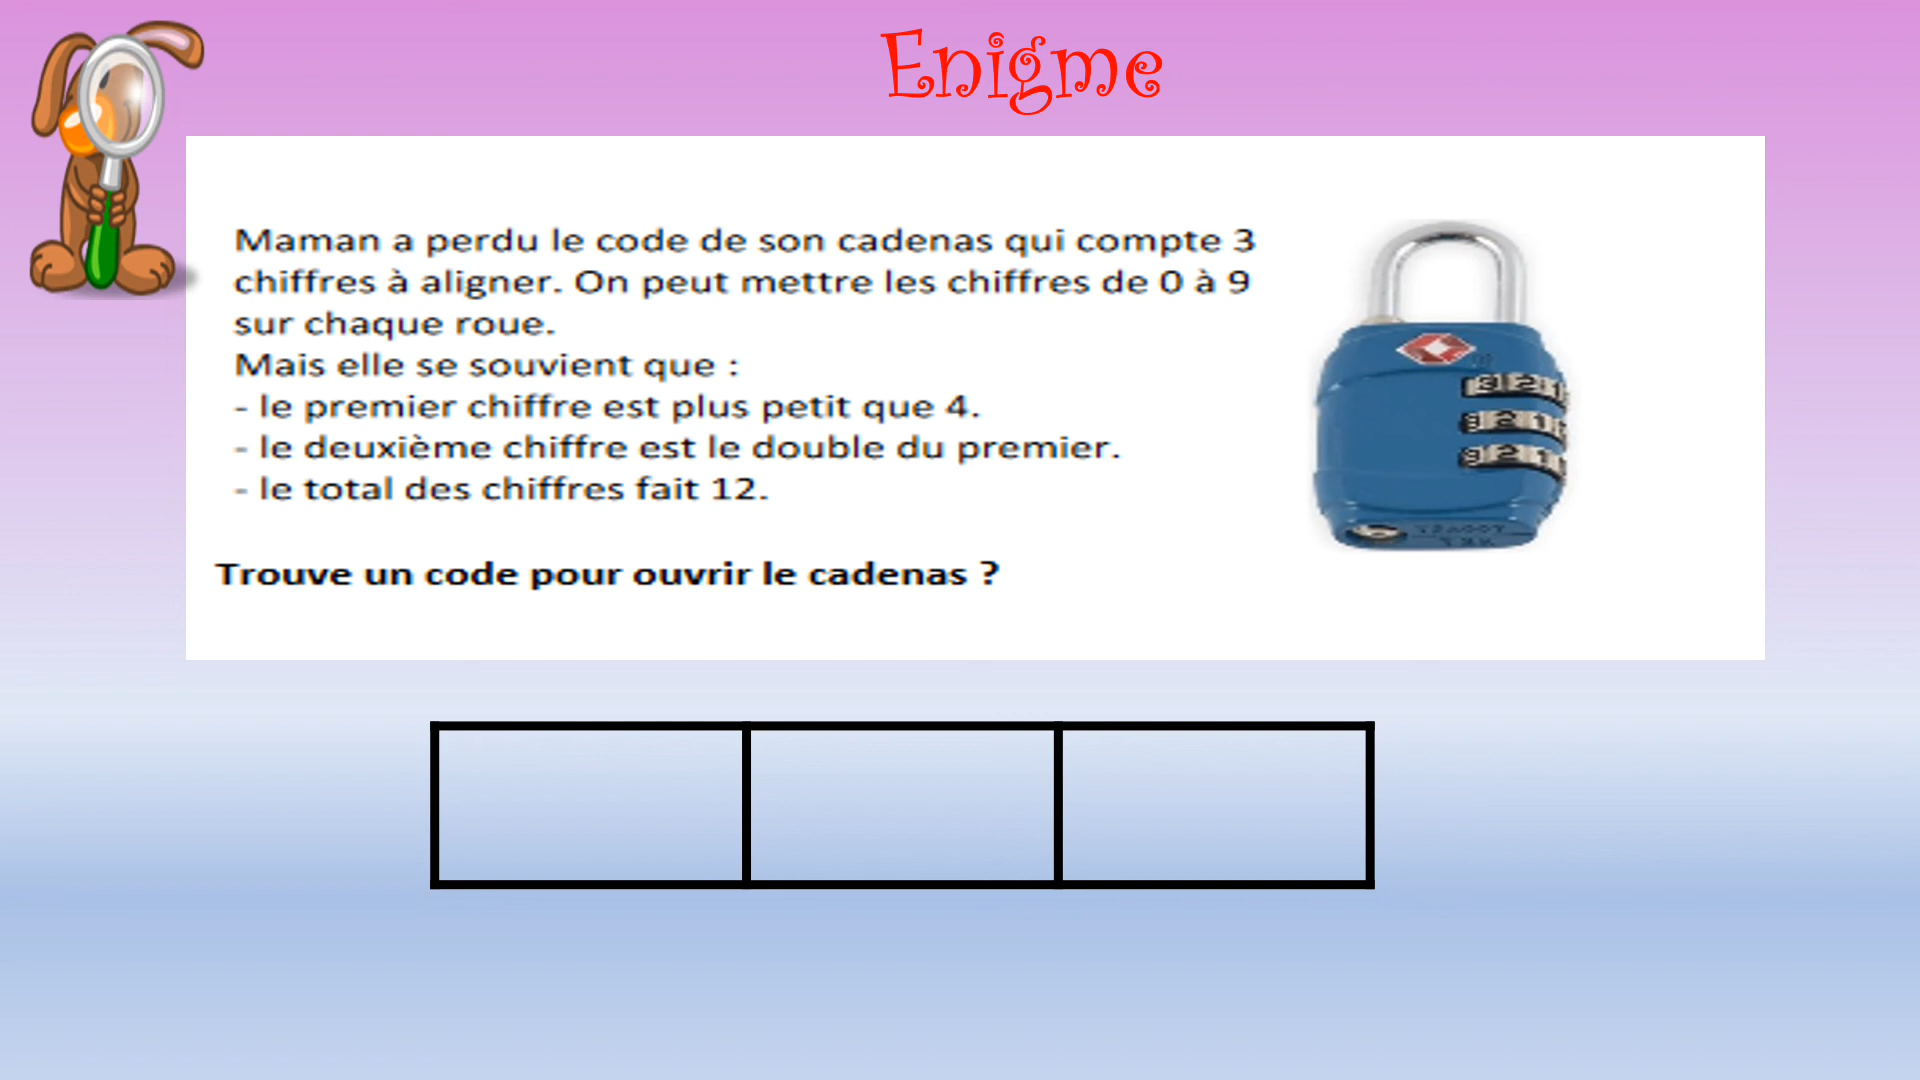 Enigme
Maman a perdu le code de son cadenas qui compte 3
chiffres à aligner. On peut mettre les chiffres de 0 à 9
sur chaque roue.
Mais elle se souvient que :
- le premier chiffre est plus petit que 4.
- le deuxième chiffre est le double du premier.
- le total des chiffres fait 12.
Trouve un code pour ouvrir le cadenas ?